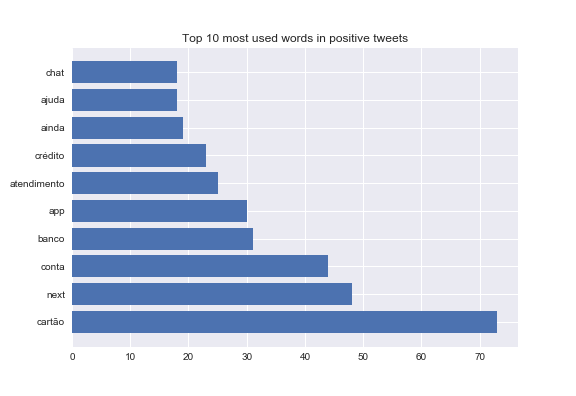 Top 10 most used words in positive tweets
chat
ajuda
ainda
crédito
atendimento
app
banco
conta
next
cartão
0 10 20 30 40 50 60 70